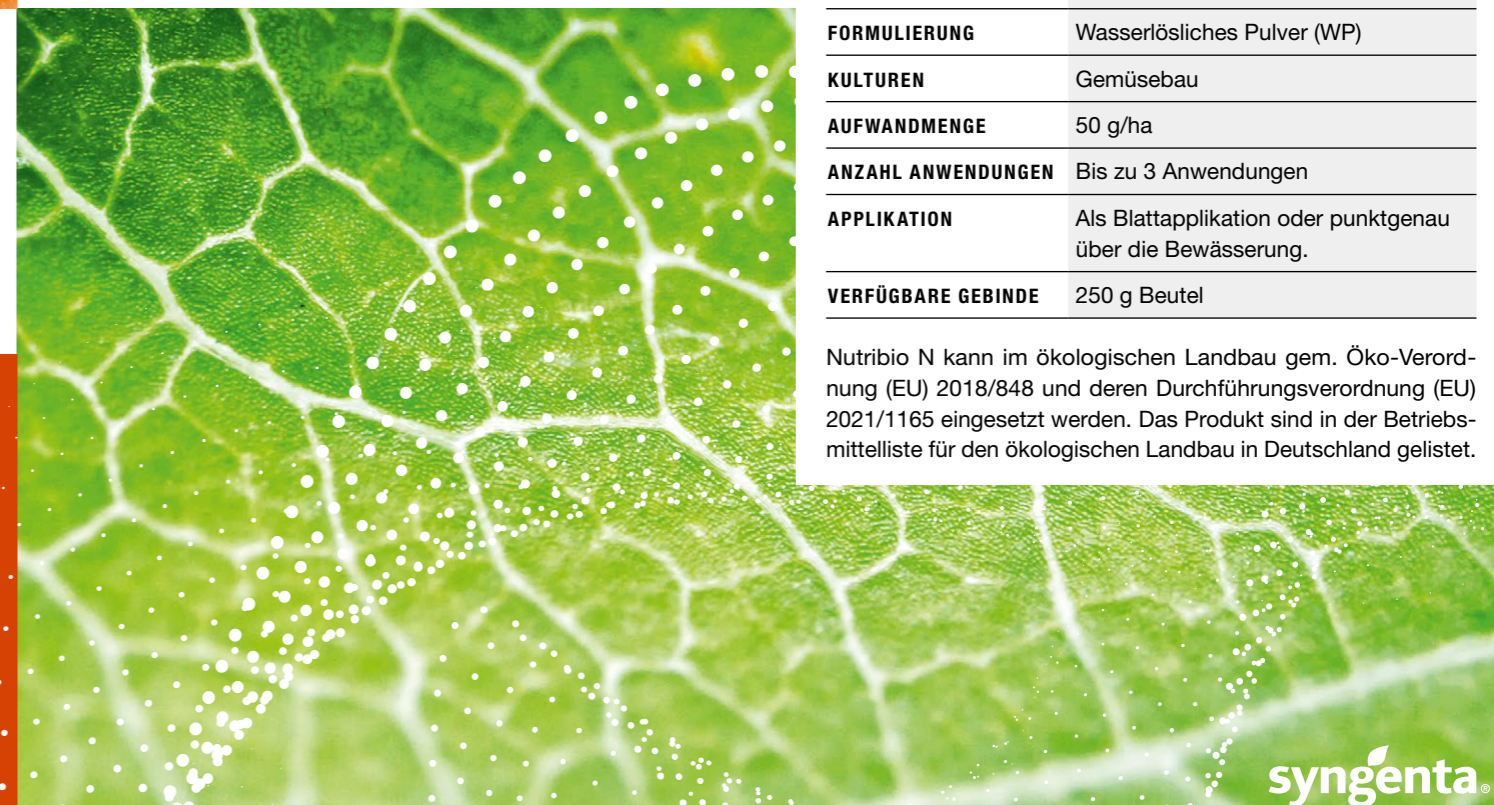 FORMULIERUNG Wasserlösliches Pulver (WP)
KULTUREN Gemüsebau
AUFWANDMENGE 50 g/ha
ANZAHL ANWENDUNGEN Bis zu 3 Anwendungen
APPLIKATION Als Blattapplikation oder punktgenau
über die Bewässerung.
VERFÜGBARE GEBINDE 250 g Beutel
Nutribio N kann im ökologischen Landbau gem. Öko-Verord-
nung (EU) 2018/848 und deren Durchführungsverordnung (EU)
2021/1165 eingesetzt werden. Das Produkt sind in der Betriebs-
mittelliste für den ökologischen Landbau in Deutschland gelistet.
syngenta®